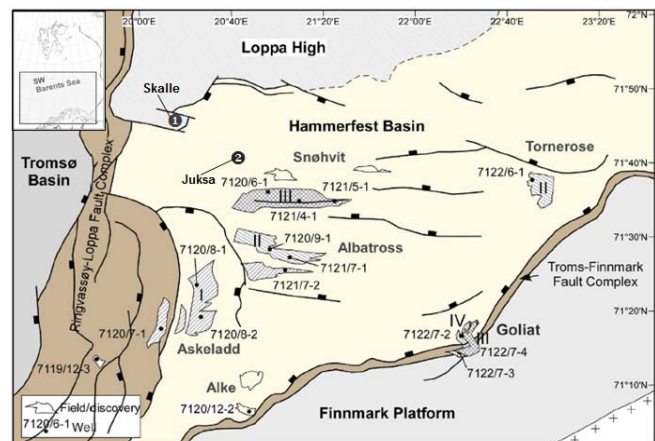 20°00'E 20°40' 21°20' 22°00' 22°40' 23°20' 72°N
SW
Barents Sea
Loppa High
71°50'
Skalle
1
Hammerfest Basin
Tornerose
Tromsø
Basin
2
Juksa
Snøhvit
71°40'
7120/6-1 7121/5-1
7122/6-1
II
III
7121/4-1
Ringvassøy-Loppa Fault Complex
II
7120/9-1
Albatross
71°30'
7120/8-1
7121/7-1
Troms-Finnmark
Fault Complex
I
7121/7-2
71°20'
7120/7-1
7120/8-2
IV
Goliat
7122/7-2
III
Askeladd
7122/7-4
7119/12-3
7122/7-3
Alke
71°10'
Field/discovery
7120/6-1 Well
7120/12-2
Finnmark Platform